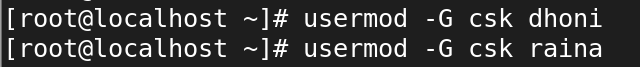 [root@localhost ~]# usermod -G csk dhoni
[root@localhost ~]# usermod -G csk raina